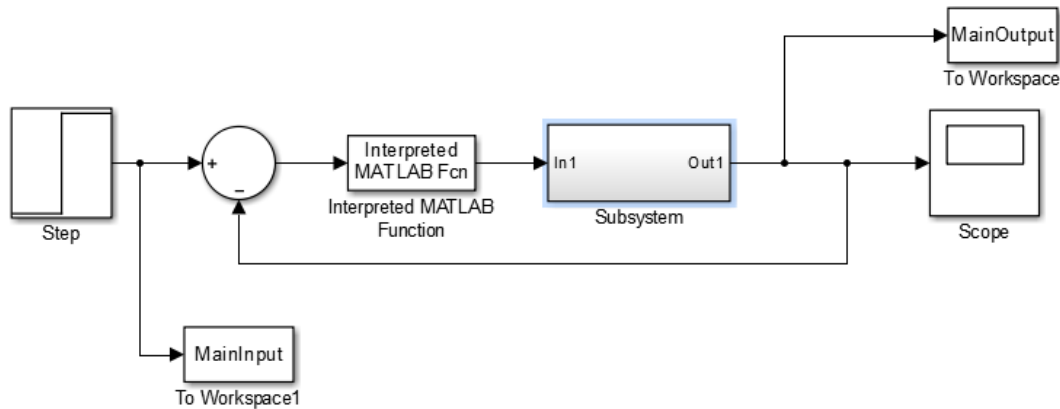 MainOutput
To Workspace
+
−
Interpreted
MATLAB Fcn
Interpreted MATLAB
Function
In1
Out1
Subsystem
Step
Scope
MainInput
To Workspace1